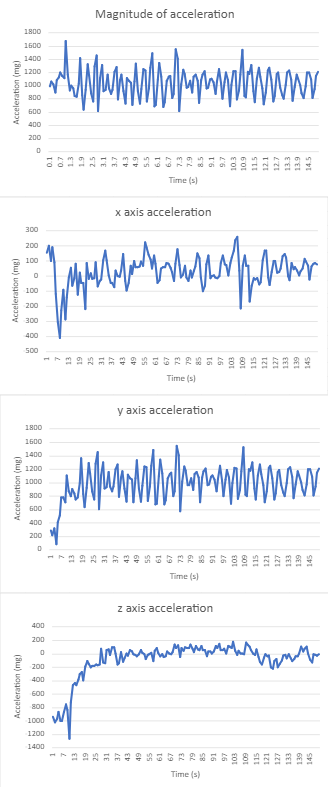 Magnitude of acceleration
1800
1600
1400
1200
1000
800
600
400
200
0
Acceleration (mg)
0.1 0.7 1.3 1.9 2.5 3.1 3.7 4.3 4.9 5.5 6.1 6.7 7.3 7.9 8.5 9.1 9.7 10.3 10.9 11.5 12.1 12.7 13.3 13.9 14.5
Time (s)
x axis acceleration
300
200
100
0
100
200
300
400
500
Acceleration (mg)
1 7 13 19 25 31 37 43 49 55 61 67 73 79 85 91 97 103 109 115 121 127 133 139 145
Time (s)
y axis acceleration
1800
1600
1400
1200
1000
800
600
400
200
0
Acceleration (mg)
1 7 13 19 25 31 37 43 49 55 61 67 73 79 85 91 97 103 109 115 121 127 133 139 145
Time (s)
z axis acceleration
400
200
0
200
400
600
800
1000
1200
1400
Acceleration (mg)
1 7 13 19 25 31 37 43 49 55 61 67 73 79 85 91 97 103 109 115 121 127 133 139 145
Time (s)